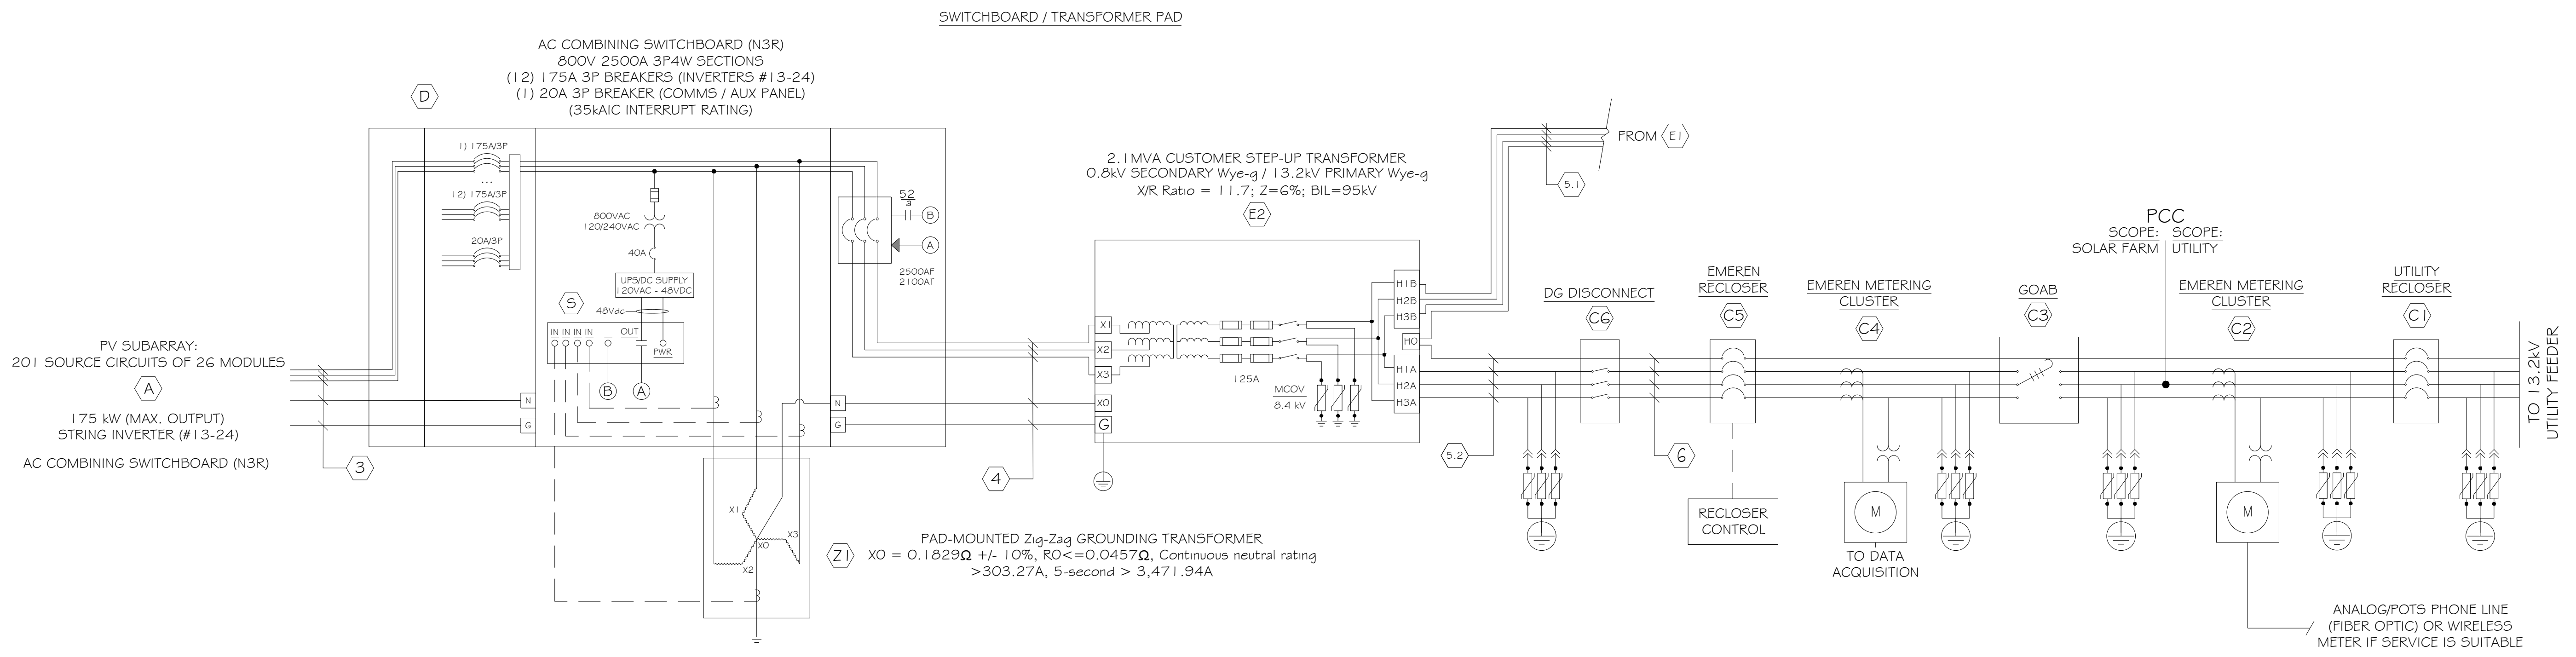 SWITCHBOARD / TRANSFORMER PAD
AC COMBINING SWITCHBOARD (N3R)
800V 2500A 3P4W SECTIONS
(12) 175A 3P BREAKERS (INVERTERS #13-24)
(1) 20A 3P BREAKER (COMMS / AUX PANEL)
(35kAIC INTERRUPT RATING)
D
1) 175A/3P
...
12) 175A/3P
20A/3P
800VAC
120/240VAC
40A
UPS/DC SUPPLY
120VAC - 48VDC
48Vdc
S
IN IN IN IN
OUT
PWR
B
A
52
a
B
A
2500AF
2100AT
N
G
N
G
PV SUBARRAY:
201 SOURCE CIRCUITS OF 26 MODULES
A
175 kW (MAX. OUTPUT)
STRING INVERTER (#13-24)
AC COMBINING SWITCHBOARD (N3R)
3
4
X1
X2
X3
X0
Z1
PAD-MOUNTED Zig-Zag GROUNDING TRANSFORMER
X0 = 0.1829Ω +/- 10%, R0<=0.0457Ω, Continuous neutral rating
>303.27A, 5-second > 3,471.94A
2.1MVA CUSTOMER STEP-UP TRANSFORMER
0.8kV SECONDARY Wye-g / 13.2kV PRIMARY Wye-g
X/R Ratio = 11.7; Z=6%; BIL=95kV
E2
X1
X2
X3
X0
G
125A
MCOV
8.4 kV
H1B
H2B
H3B
H0
H1A
H2A
H3A
FROM E1
5.1
5.2
6
DG DISCONNECT
C6
EMEREN
RECLOSER
C5
RECLOSER
CONTROL
EMEREN METERING
CLUSTER
C4
M
TO DATA
ACQUISITION
GOAB
C3
PCC
SCOPE:
SOLAR FARM
SCOPE:
UTILITY
EMEREN METERING
CLUSTER
C2
M
ANALOG/POTS PHONE LINE
(FIBER OPTIC) OR WIRELESS
METER IF SERVICE IS SUITABLE
UTILITY
RECLOSER
C1
TO 13.2kV
UTILITY FEEDER